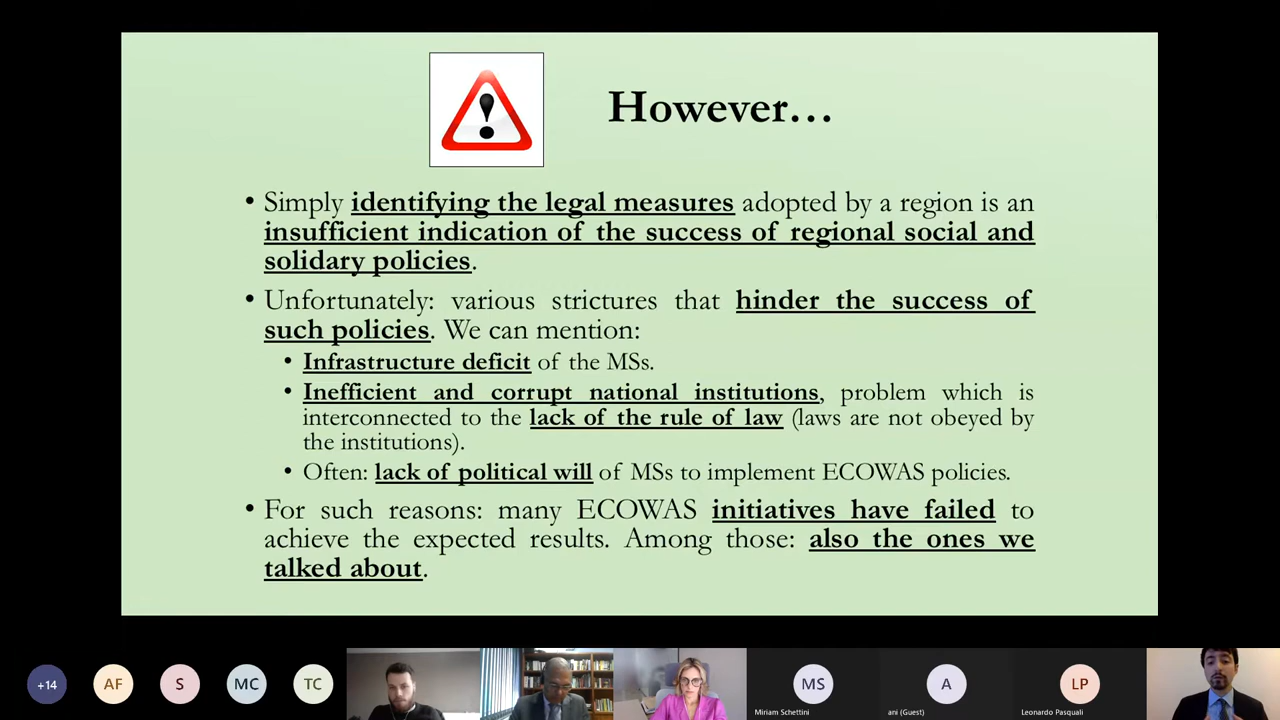 However…
• Simply identifying the legal measures adopted by a region is an
insufficient indication of the success of regional social and
solidary policies.
• Unfortunately: various strictures that hinder the success of
such policies. We can mention:
• Infrastructure deficit of the MSs.
• Inefficient and corrupt national institutions, problem which is
interconnected to the lack of the rule of law (laws are not obeyed by
the institutions).
• Often: lack of political will of MSs to implement ECOWAS policies.
• For such reasons: many ECOWAS initiatives have failed to
achieve the expected results. Among those: also the ones we
talked about.
+14
AF
S
MC
TC
MS
A
LP
Miriam Schettini
ani (Guest)
Leonardo Pasquali